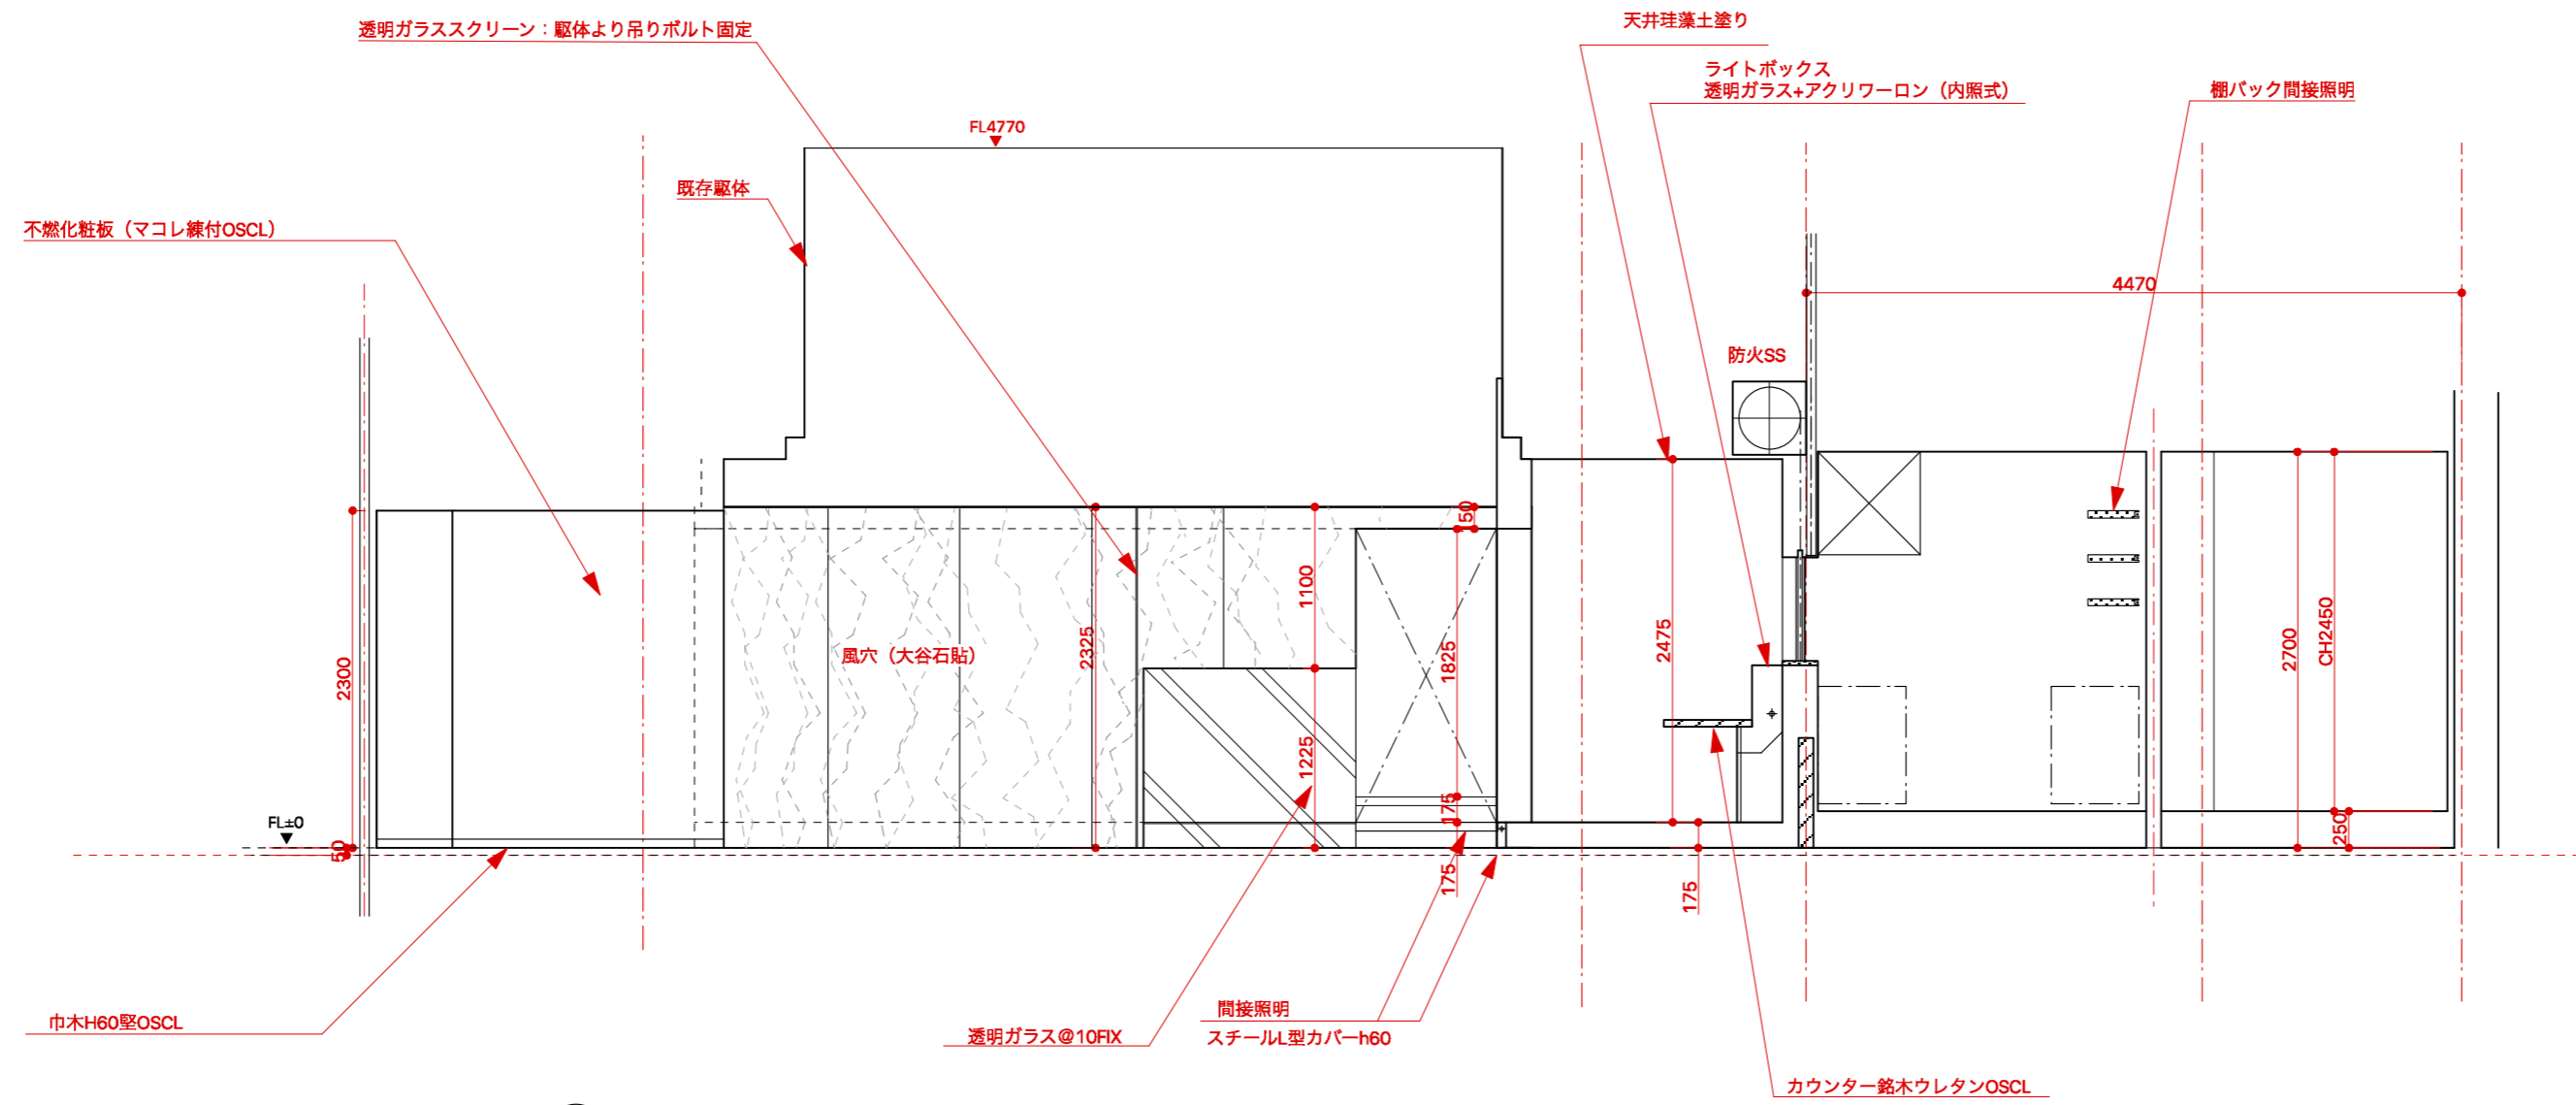 透明ガラススクリーン：駆体より吊りボルト固定
天井珪藻土塗り
ライトボックス
透明ガラス+アクリワーロン（内照式）
棚バック間接照明
FL4770
既存駆体
不燃化粧板（マコレ練付OSCL）
4470
防火SS
150
1100
2325
1825
2475
2700
CH2450
風穴（大谷石貼）
2300
1225
175
FL±0
50
250
175
175
巾木H60堅OSCL
間接照明
スチールL型カバーh60
透明ガラス@10FIX
カウンター銘木ウレタンOSCL